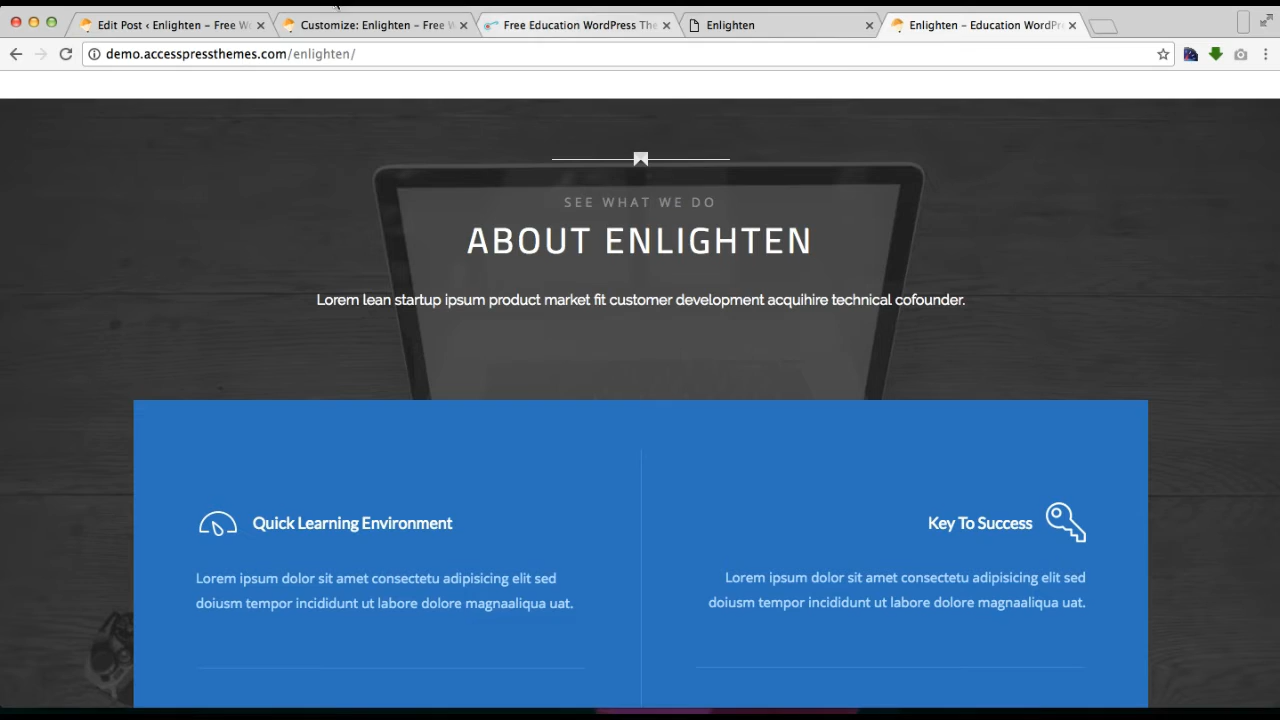 Edit Post ‹ Enlighten – Free W
Customize: Enlighten – Free W
Free Education WordPress The
Enlighten
Enlighten – Education WordPr
demo.accesspressthemes.com/enlighten/
SEE WHAT WE DO
ABOUT ENLIGHTEN
Lorem lean startup ipsum product market fit customer development acquihire technical cofounder.
Quick Learning Environment
Lorem ipsum dolor sit amet consectetu adipisicing elit sed
doiusm tempor incididunt ut labore dolore magnaaliqua uat.
Key To Success
Lorem ipsum dolor sit amet consectetu adipisicing elit sed
doiusm tempor incididunt ut labore dolore magnaaliqua uat.